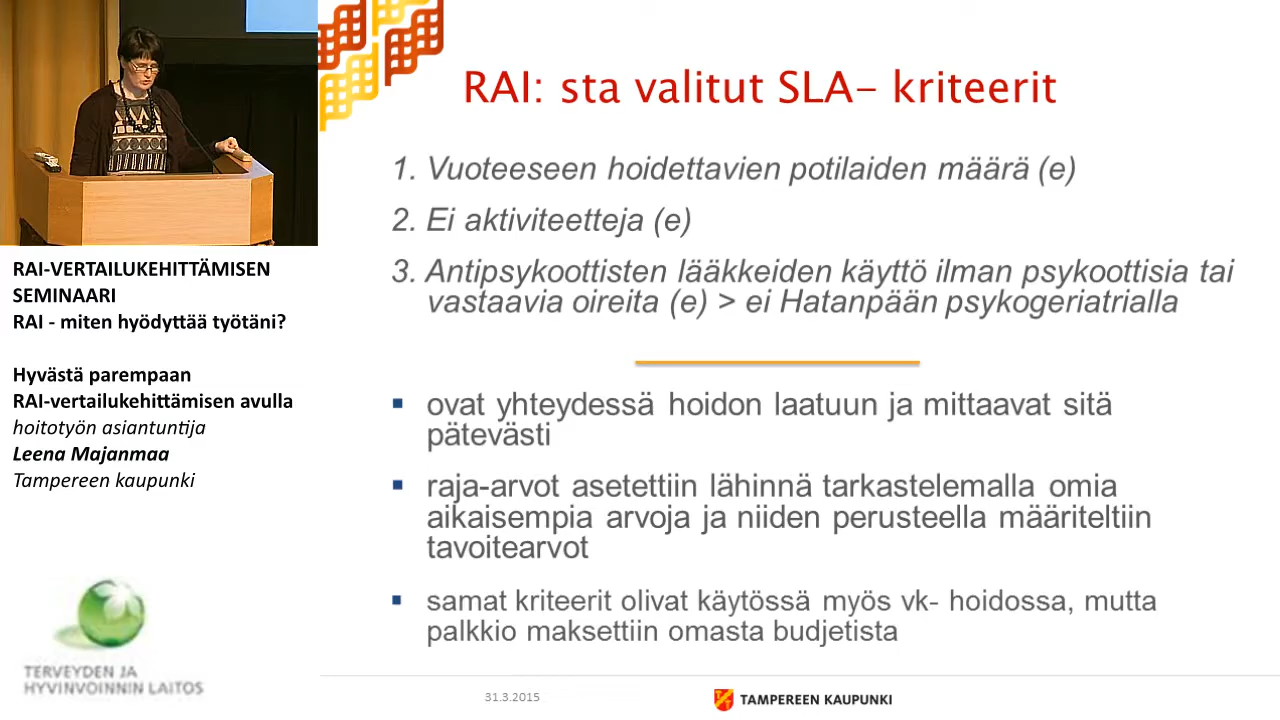 RAI: sta valitut SLA- kriteerit
1. Vuoteeseen hoidettavien potilaiden määrä (e)
2. Ei aktiviteetteja (e)
3. Antipsykoottisten lääkkeiden käyttö ilman psykoottisia tai
vastaavia oireita (e) > ei Hatanpään psykogeriatrialla
▪ ovat yhteydessä hoidon laatuun ja mittaavat sitä
pätevästi
▪ raja-arvot asetettiin lähinnä tarkastelemalla omia
aikaisempia arvoja ja niiden perusteella määriteltiin
tavoitearvot
▪ samat kriteerit olivat käytössä myös vk- hoidossa, mutta
palkkio maksettiin omasta budjetista
31.3.2015
TAMPEREEN KAUPUNKI
RAI-VERTAILUKEHITTÄMISEN
SEMINAARI
RAI - miten hyödyttää työtäni?
Hyvästä parempaan
RAI-vertailukehittämisen avulla
hoitotyön asiantuntija
Leena Majanmaa
Tampereen kaupunki
TERVEYDEN JA
HYVINVOINNIN LAITOS